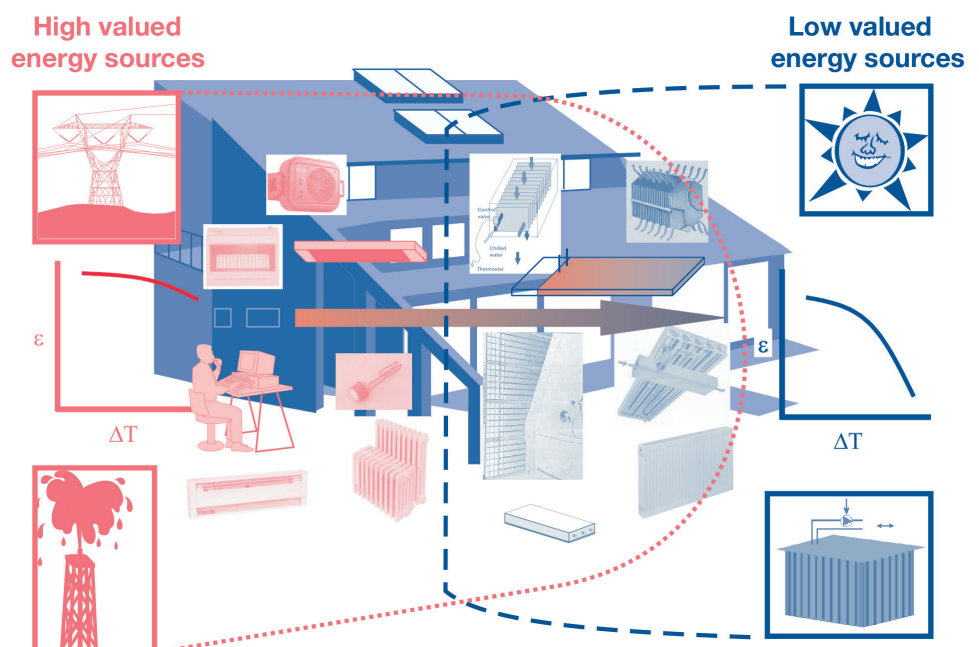 High valued
energy sources
Low valued
energy sources
Control
valve
Chilled
water
Thermostat
ε
ΔT
ε
ΔT